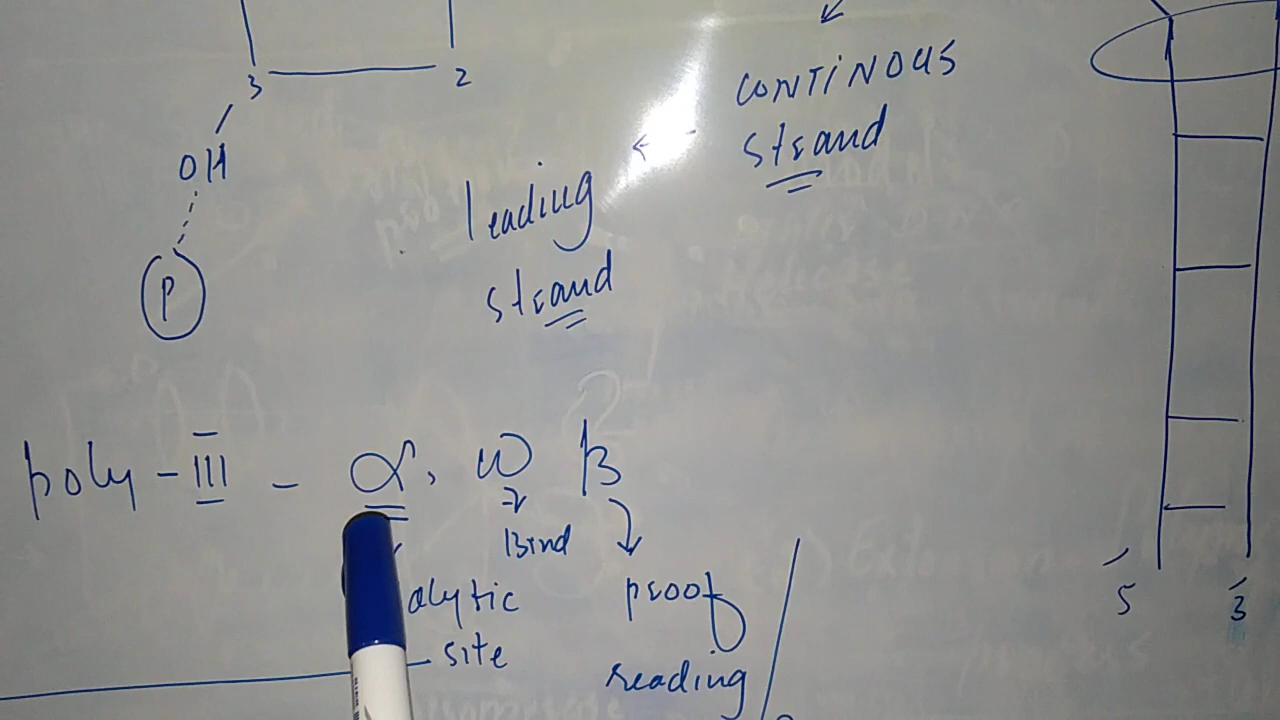 3 2
OH
P
CONTINOUS
strand
leading
strand
poly - III - α, ω β
Bind
alytic
site
proof
reading
5' 3'